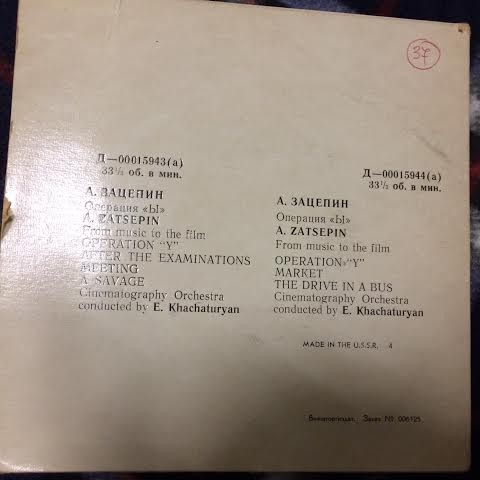 37
Д—00015943(а)
33⅓ об. в мин.
А. ЗАЦЕПИН
Операция «Ы»
A. ZATSEPIN
From music to the film
OPERATION "Y"
AFTER THE EXAMINATIONS
MEETING
A SAVAGE
Cinematography Orchestra
conducted by E. Khachaturyan
Д—00015944(а)
33⅓ об. в мин.
А. ЗАЦЕПИН
Операция «Ы»
A. ZATSEPIN
From music to the film
OPERATION "Y"
MARKET
THE DRIVE IN A BUS
Cinematography Orchestra
conducted by E. Khachaturyan
MADE IN THE U.S.S.R. 4
Внешторгиздат. Заказ № 006125